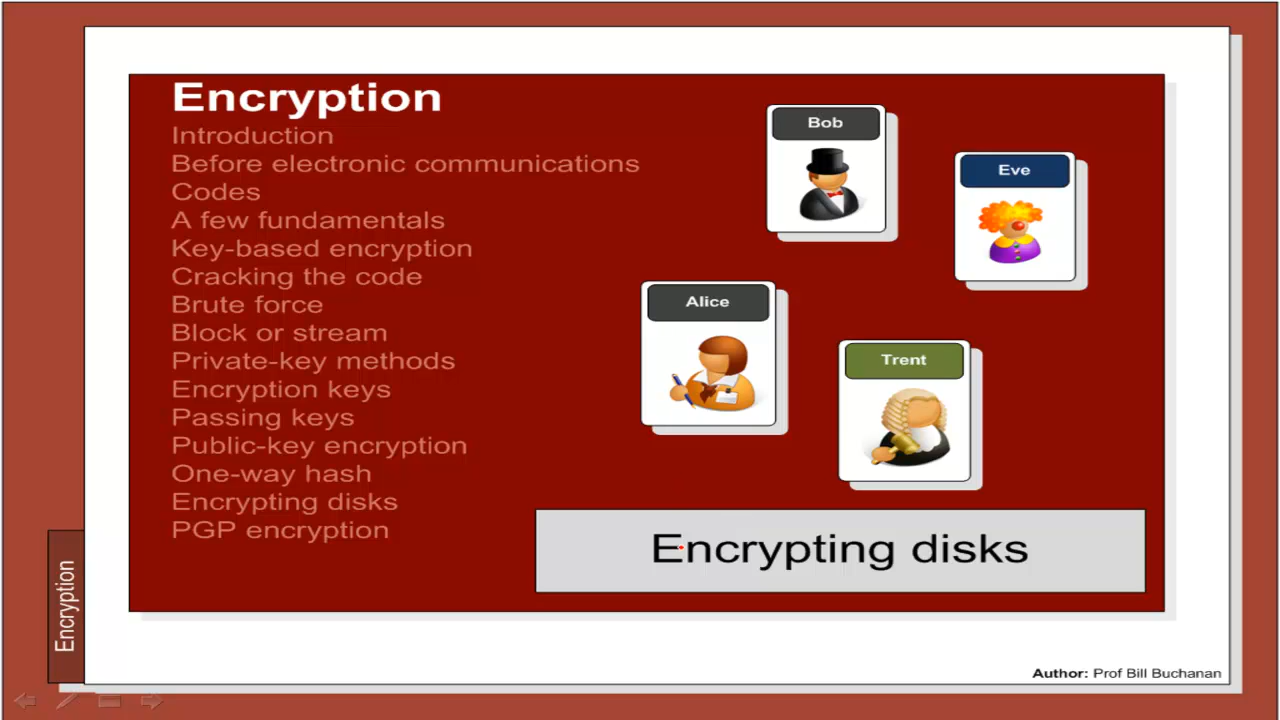 Encryption
Introduction
Before electronic communications
Codes
A few fundamentals
Key-based encryption
Cracking the code
Brute force
Block or stream
Private-key methods
Encryption keys
Passing keys
Public-key encryption
One-way hash
Encrypting disks
PGP encryption
Bob
Eve
Alice
Trent
Encrypting disks
Encryption
Author: Prof Bill Buchanan